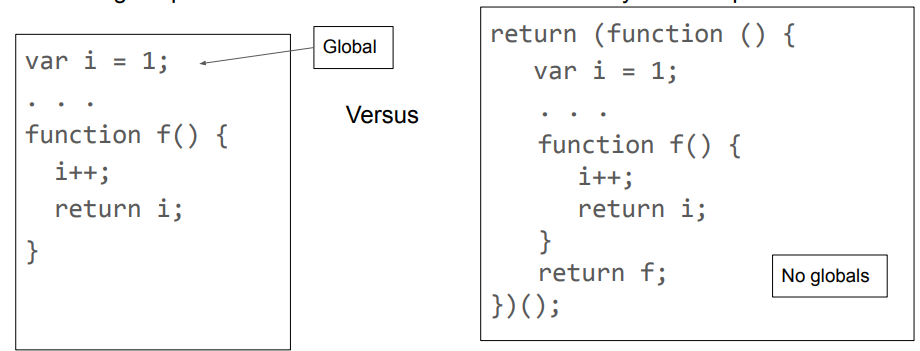 var i = 1;
. . .
function f() {
i++;
return i;
}
Global
Versus
return (function () {
var i = 1;
. . .
function f() {
i++;
return i;
}
return f;
})();
No globals